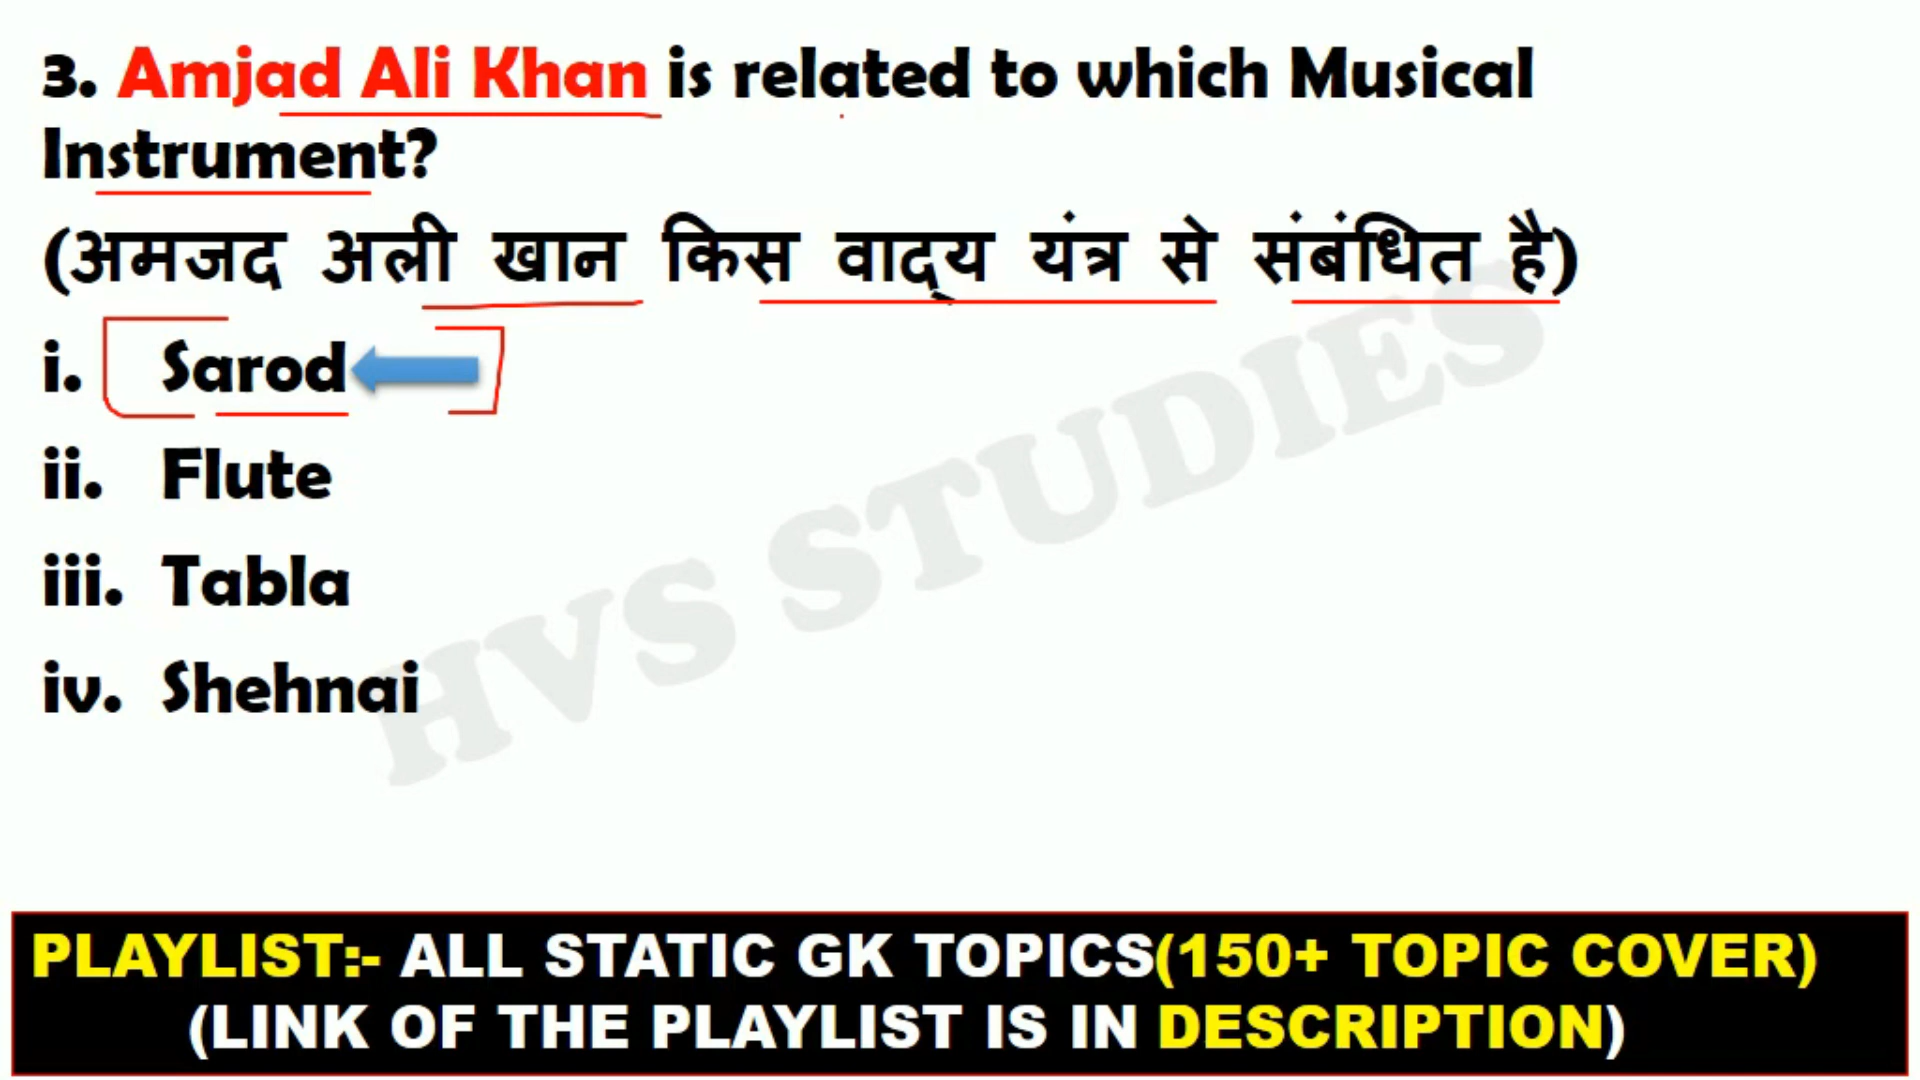 3. Amjad Ali Khan is related to which Musical
Instrument?
(अमजद अली खान किस वाद्य यंत्र से संबंधित है)
i. Sarod
ii. Flute
iii. Tabla
iv. Shehnai
HVS STUDIES
PLAYLIST:- ALL STATIC GK TOPICS(150+ TOPIC COVER)
(LINK OF THE PLAYLIST IS IN DESCRIPTION)